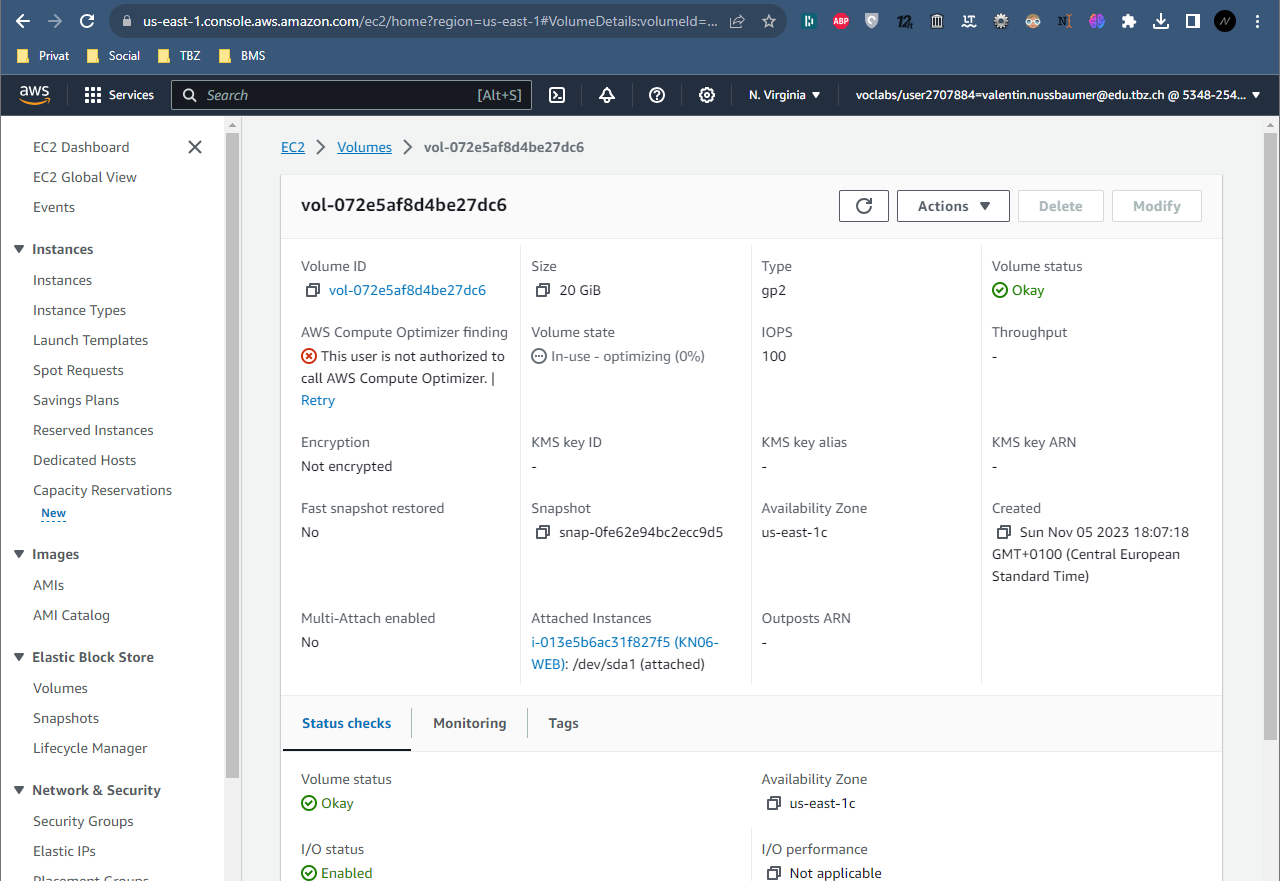 us-east-1.console.aws.amazon.com/ec2/home?region=us-east-1#VolumeDetails:volumeId=...
ABP
12ft
LT
N
Privat
Social
TBZ
BMS
aws
Services
Search
[Alt+S]
N. Virginia
voclabs/user2707884=valentin.nussbaumer@edu.tbz.ch @ 5348-254...
EC2 Dashboard
EC2 Global View
Events
Instances
Instances
Instance Types
Launch Templates
Spot Requests
Savings Plans
Reserved Instances
Dedicated Hosts
Capacity Reservations
New
Images
AMIs
AMI Catalog
Elastic Block Store
Volumes
Snapshots
Lifecycle Manager
Network & Security
Security Groups
Elastic IPs
Placement Groups
EC2
Volumes
vol-072e5af8d4be27dc6
vol-072e5af8d4be27dc6
Actions
Delete
Modify
Volume ID
vol-072e5af8d4be27dc6
Size
20 GiB
Type
gp2
Volume status
Okay
AWS Compute Optimizer finding
This user is not authorized to
call AWS Compute Optimizer. |
Retry
Volume state
In-use - optimizing (0%)
IOPS
100
Throughput
-
Encryption
Not encrypted
KMS key ID
-
KMS key alias
-
KMS key ARN
-
Fast snapshot restored
No
Snapshot
snap-0fe62e94bc2ecc9d5
Availability Zone
us-east-1c
Created
Sun Nov 05 2023 18:07:18
GMT+0100 (Central European
Standard Time)
Multi-Attach enabled
No
Attached Instances
i-013e5b6ac31f827f5 (KN06-
WEB): /dev/sda1 (attached)
Outposts ARN
-
Status checks
Monitoring
Tags
Volume status
Okay
Availability Zone
us-east-1c
I/O status
Enabled
I/O performance
Not applicable